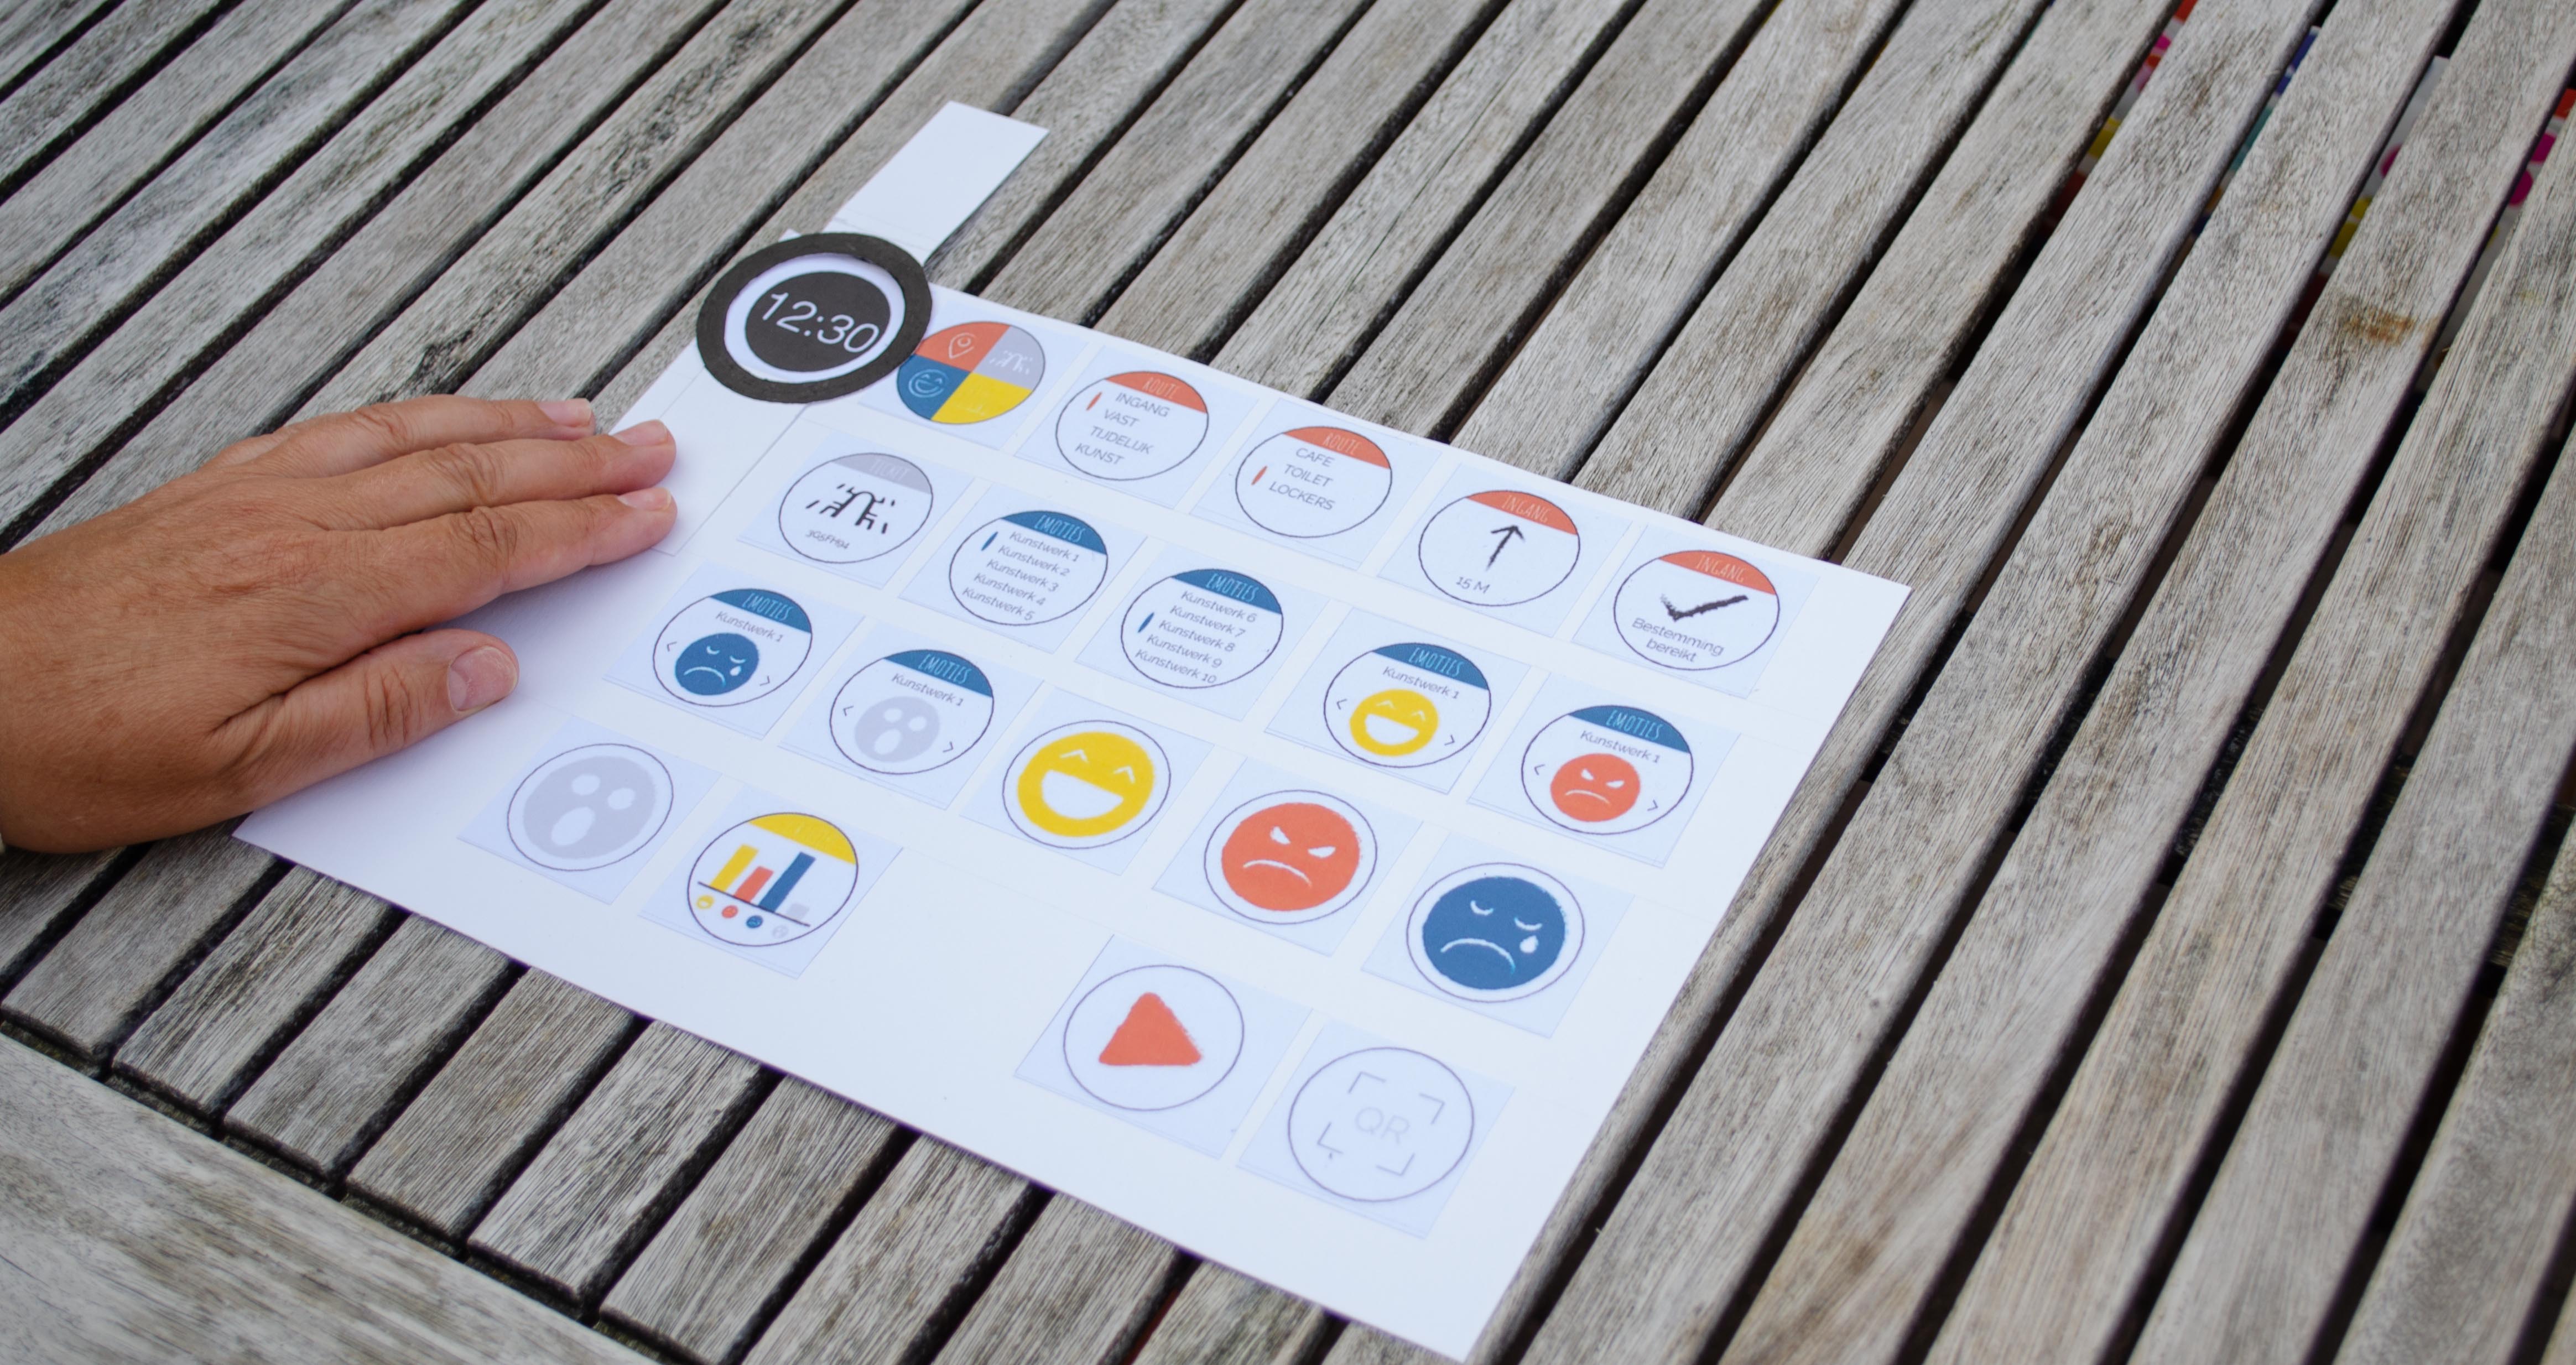 12:30
ROUTE
INGANG
VAST
TIJDELIJK
KUNST
ROUTE
CAFE
TOILET
LOCKERS
INGANG
15 M
INGANG
Bestemming
bereikt
TICKET
EMOTIES
Kunstwerk 1
Kunstwerk 2
Kunstwerk 3
Kunstwerk 4
Kunstwerk 5
EMOTIES
Kunstwerk 6
Kunstwerk 7
Kunstwerk 8
Kunstwerk 9
Kunstwerk 10
EMOTIES
Kunstwerk 1
EMOTIES
Kunstwerk 1
EMOTIES
Kunstwerk 1
EMOTIES
Kunstwerk 1
QR